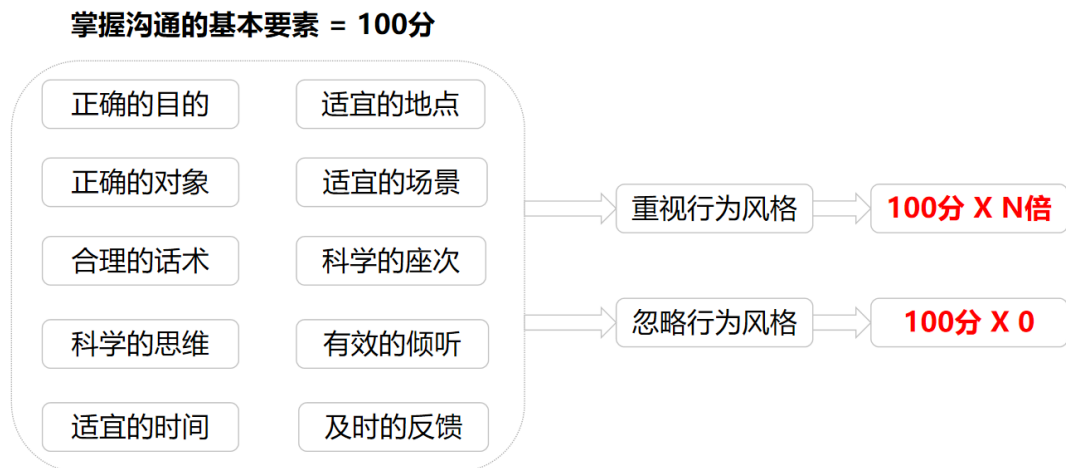 掌握沟通的基本要素 = 100分
正确的目的
适宜的地点
正确的对象
适宜的场景
合理的话术
科学的座次
科学的思维
有效的倾听
适宜的时间
及时的反馈
重视行为风格
100分 X N倍
忽略行为风格
100分 X 0